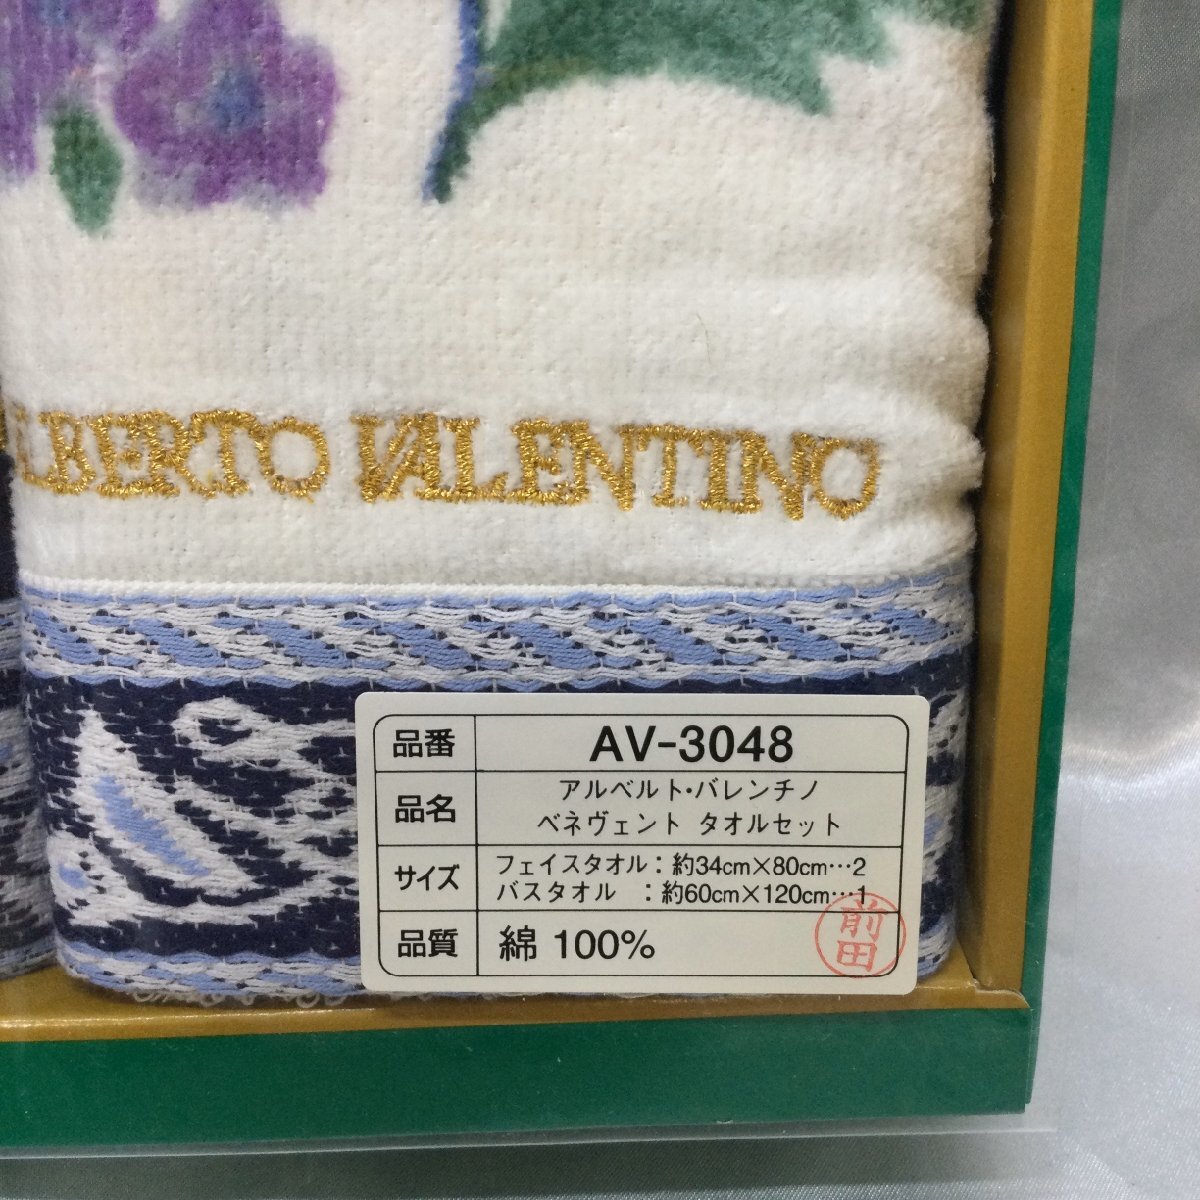 ALBERTO VALENTINO
品番 AV-3048
品名 アルベルト・バレンチノ
ベネヴェント タオルセット
サイズ フェイスタオル：約34cm×80cm…2
バスタオル ：約60cm×120cm…1
品質 綿 100%
前田